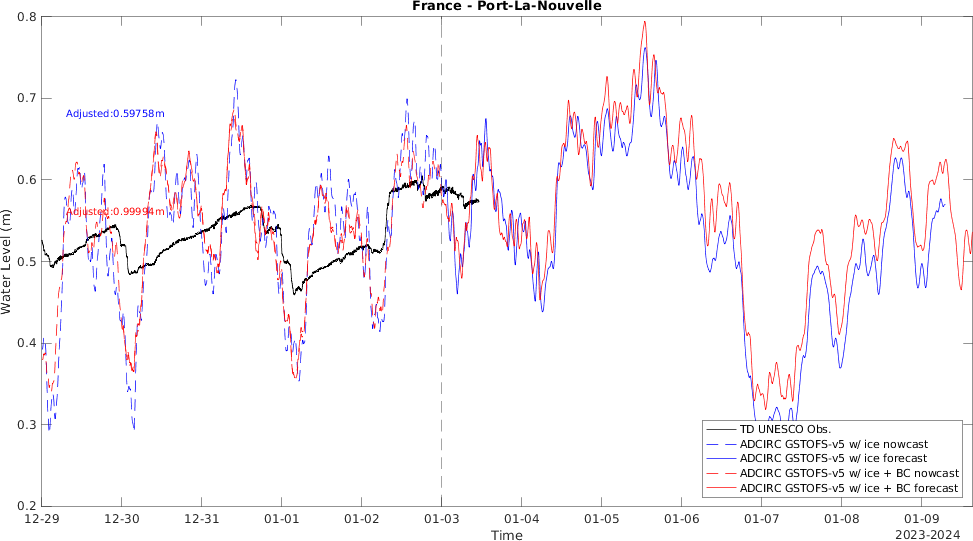 France - Port-La-Nouvelle
0.8
0.7
0.6
0.5
0.4
0.3
0.2
Water Level (m)
Adjusted:0.59758m
Adjusted:0.99994m
TD UNESCO Obs.
ADCIRC GSTOFS-v5 w/ ice nowcast
ADCIRC GSTOFS-v5 w/ ice forecast
ADCIRC GSTOFS-v5 w/ ice + BC nowcast
ADCIRC GSTOFS-v5 w/ ice + BC forecast
12-29 12-30 12-31 01-01 01-02 01-03 01-04 01-05 01-06 01-07 01-08 01-09
Time
2023-2024